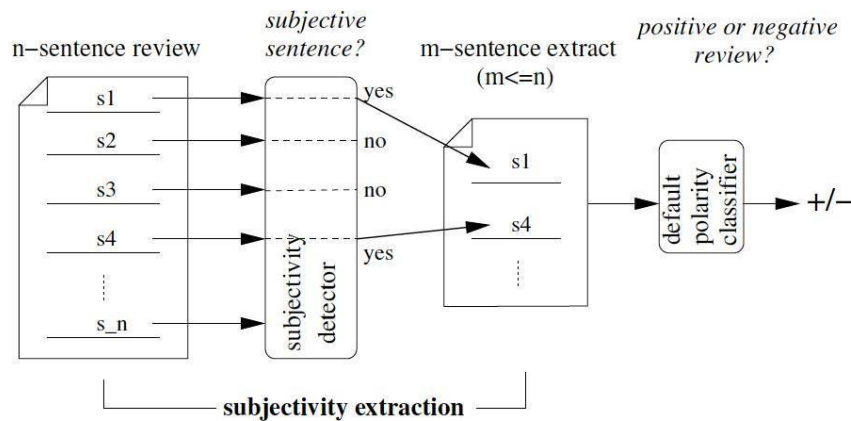 n−sentence review
s1
s2
s3
s4
s_n
subjective
sentence?
subjectivity
detector
yes
no
no
yes
m−sentence extract
(m<=n)
s1
s4
positive or negative
review?
default
polarity
classifier
+/−
subjectivity extraction